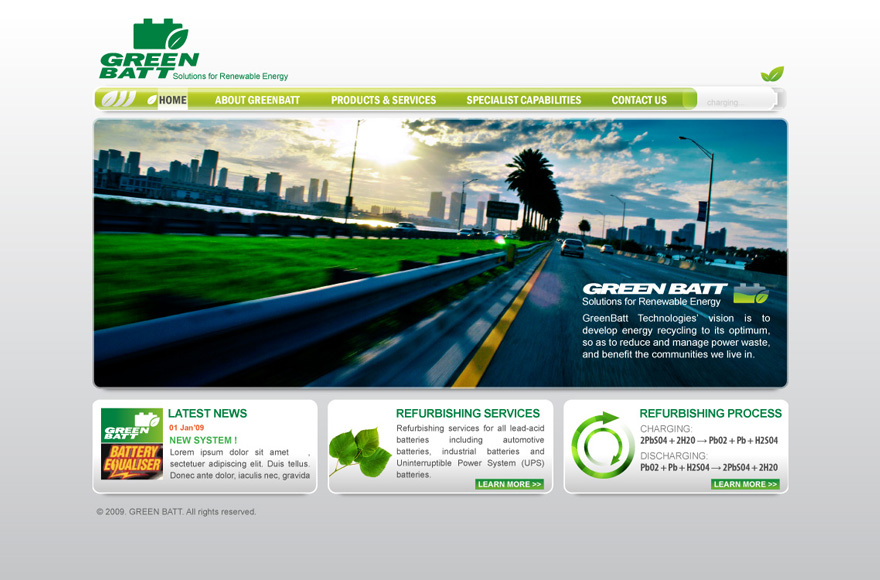 GREEN
BATT
Solutions for Renewable Energy
HOME
ABOUT GREENBATT
PRODUCTS & SERVICES
SPECIALIST CAPABILITIES
CONTACT US
charging...
GREEN BATT
Solutions for Renewable Energy
GreenBatt Technologies' vision is to
develop energy recycling to its optimum,
so as to reduce and manage power waste,
and benefit the communities we live in.
GREEN
BATT
BATTERY
EQUALISER
LATEST NEWS
01 Jan'09
NEW SYSTEM !
Lorem ipsum dolor sit amet ,
sectetuer adipiscing elit. Duis tellus.
Donec ante dolor, iaculis nec, gravida
REFURBISHING SERVICES
Refurbishing services for all lead-acid
batteries including automotive
batteries, industrial batteries and
Uninterruptible Power System (UPS)
batteries.
LEARN MORE >>
REFURBISHING PROCESS
CHARGING:
2PbSO4 + 2H2O → PbO2 + Pb + H2SO4
DISCHARGING:
PbO2 + Pb + H2SO4 → 2PbSO4 + 2H2O
LEARN MORE >>
© 2009. GREEN BATT. All rights reserved.